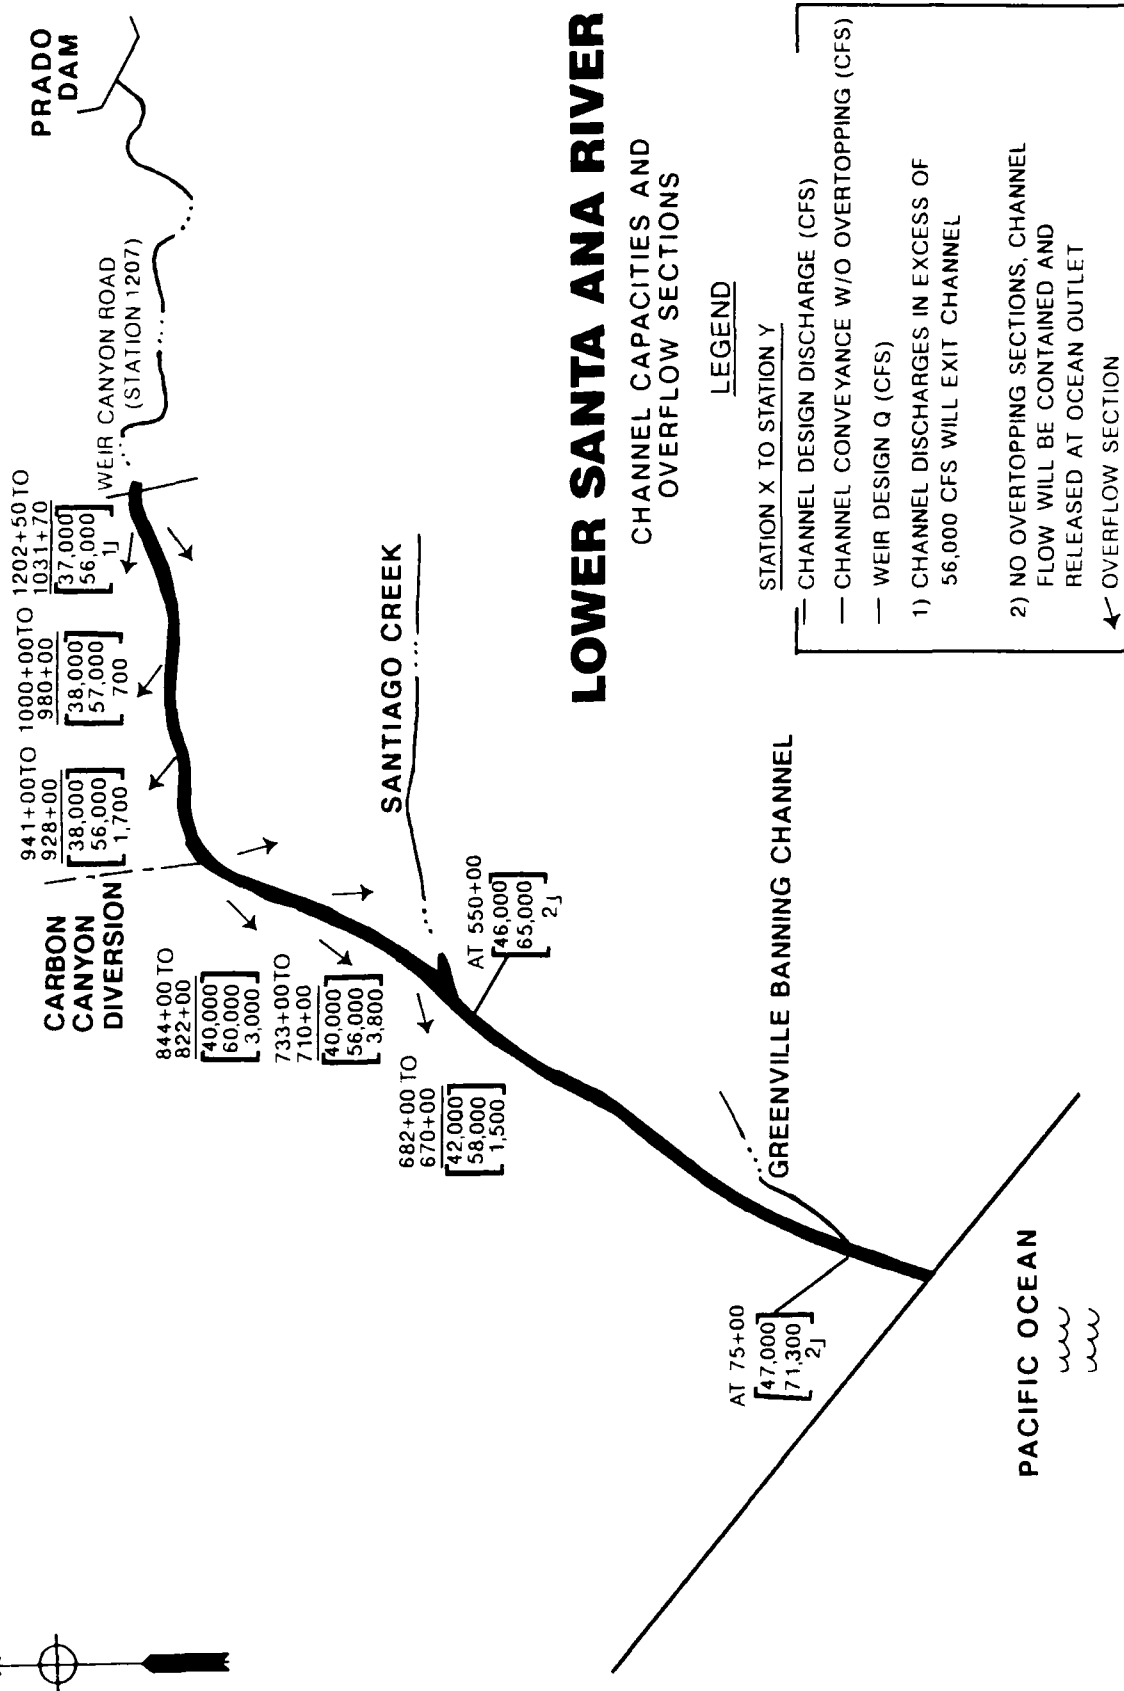 PRADO
DAM
WEIR CANYON ROAD
(STATION 1207)
1202+50 TO
1031+70
37,000
56,000
1
1000+00 TO
980+00
38,000
57,000
700
941+00 TO
928+00
38,000
56,000
1,700
CARBON
CANYON
DIVERSION
844+00 TO
822+00
40,000
60,000
3,000
733+00 TO
710+00
40,000
56,000
3,800
SANTIAGO CREEK
682+00 TO
670+00
42,000
58,000
1,500
AT 550+00
46,000
65,000
2
GREENVILLE BANNING CHANNEL
AT 75+00
47,000
71,300
2
PACIFIC OCEAN
LOWER SANTA ANA RIVER
CHANNEL CAPACITIES AND
OVERFLOW SECTIONS
LEGEND
STATION X TO STATION Y
— CHANNEL DESIGN DISCHARGE (CFS)
— CHANNEL CONVEYANCE W/O OVERTOPPING (CFS)
— WEIR DESIGN Q (CFS)
1) CHANNEL DISCHARGES IN EXCESS OF
56,000 CFS WILL EXIT CHANNEL
2) NO OVERTOPPING SECTIONS, CHANNEL
FLOW WILL BE CONTAINED AND
RELEASED AT OCEAN OUTLET
↙ OVERFLOW SECTION